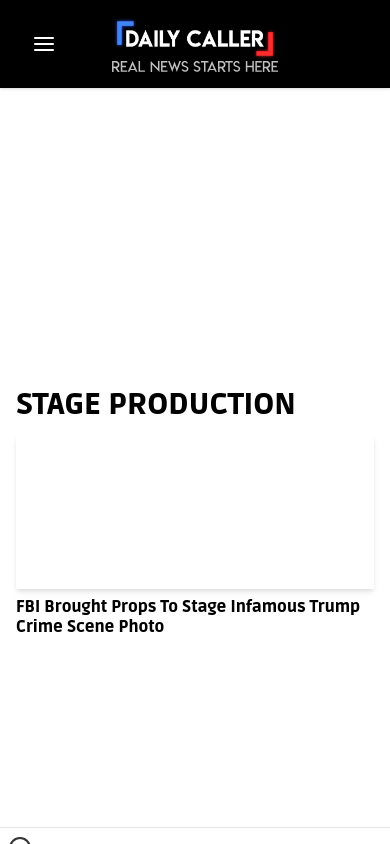 DAILY CALLER
REAL NEWS STARTS HERE
STAGE PRODUCTION
FBI Brought Props To Stage Infamous Trump
Crime Scene Photo